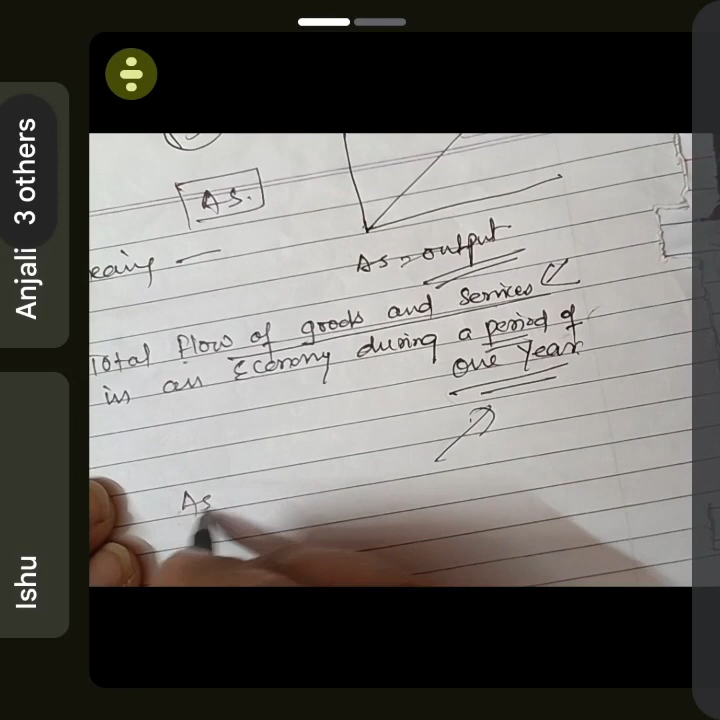 A.S.
eaing —
AS = output
Total flow of goods and services
in an Economy during a period of
one Year
AS
Anjali 3 others
Ishu